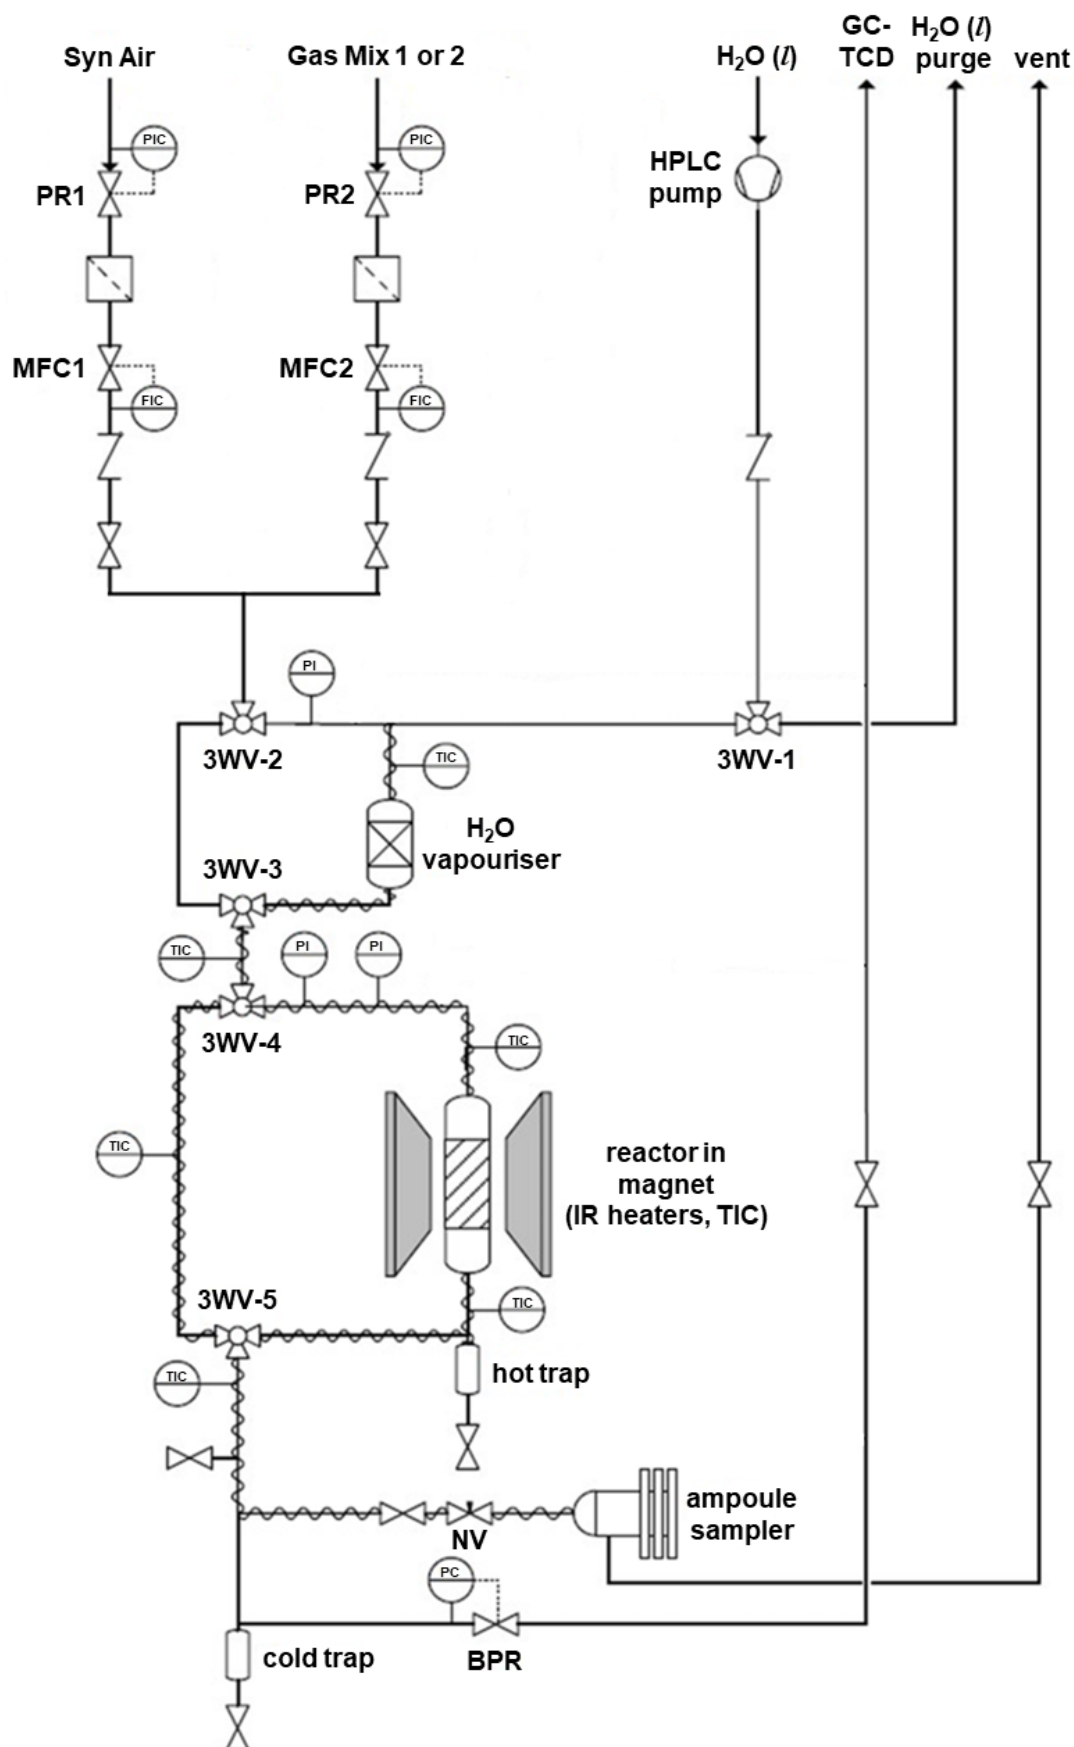 Syn Air
Gas Mix 1 or 2
H₂O (l)
GC-
TCD
H₂O (l)
purge
vent
PIC
PIC
PR1
PR2
HPLC
pump
MFC1
MFC2
FIC
FIC
PI
3WV-2
3WV-1
TIC
H₂O
vapouriser
3WV-3
TIC
PI
PI
3WV-4
TIC
TIC
reactor in
magnet
(IR heaters, TIC)
3WV-5
TIC
TIC
hot trap
ampoule
sampler
NV
PC
cold trap
BPR